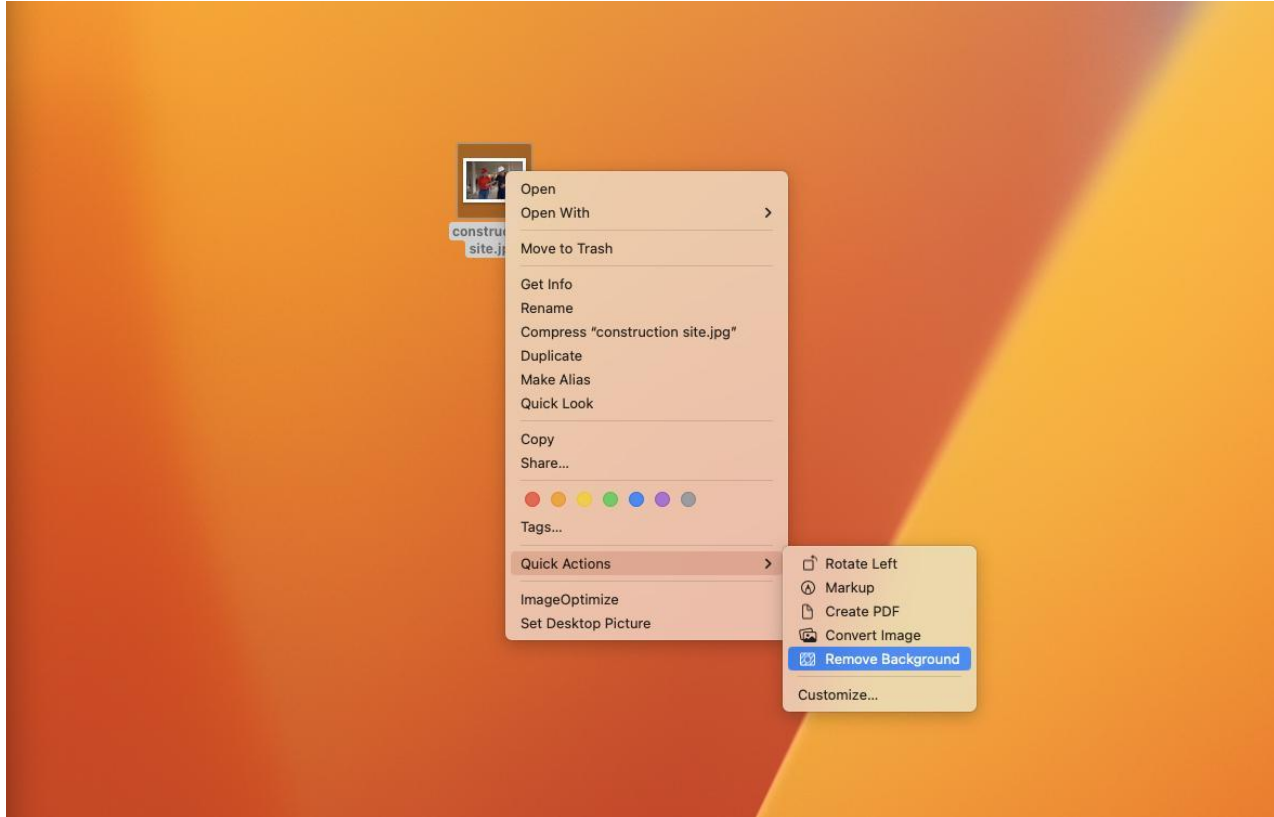 constru
site.jp
Open
Open With
Move to Trash
Get Info
Rename
Compress “construction site.jpg”
Duplicate
Make Alias
Quick Look
Copy
Share...
Tags...
Quick Actions
ImageOptimize
Set Desktop Picture
Rotate Left
Markup
Create PDF
Convert Image
Remove Background
Customize...